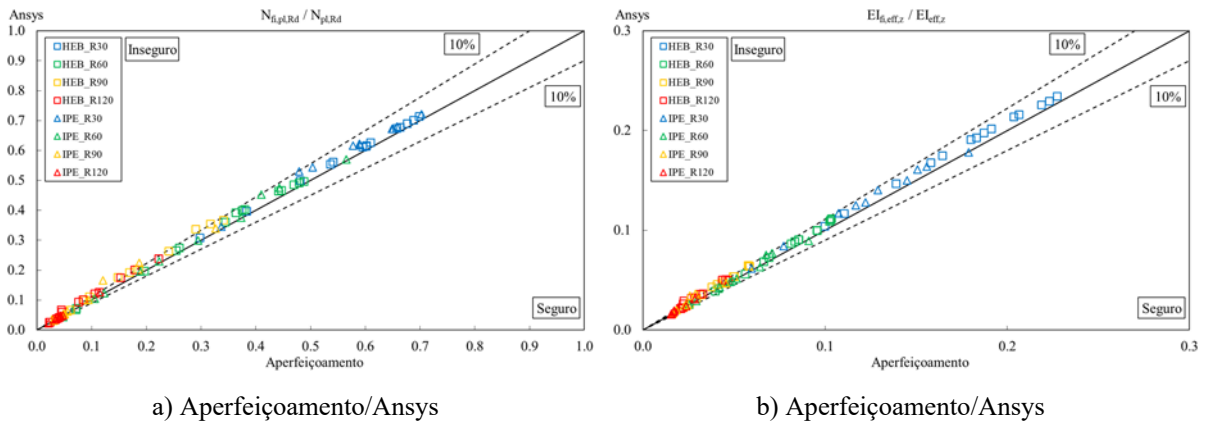 Ansys
N_fi,pl,Rd / N_pl,Rd
1.0
0.9
0.8
0.7
0.6
0.5
0.4
0.3
0.2
0.1
0.0
HEB_R30
HEB_R60
HEB_R90
HEB_R120
IPE_R30
IPE_R60
IPE_R90
IPE_R120
Inseguro
10%
10%
Seguro
0.0 0.1 0.2 0.3 0.4 0.5 0.6 0.7 0.8 0.9 1.0
Aperfeiçoamento
a) Aperfeiçoamento/Ansys
Ansys
EI_fi,eff,z / EI_eff,z
0.3
0.2
0.1
0.0
HEB_R30
HEB_R60
HEB_R90
HEB_R120
IPE_R30
IPE_R60
IPE_R90
IPE_R120
Inseguro
10%
10%
Seguro
0.0 0.1 0.2 0.3
Aperfeiçoamento
b) Aperfeiçoamento/Ansys